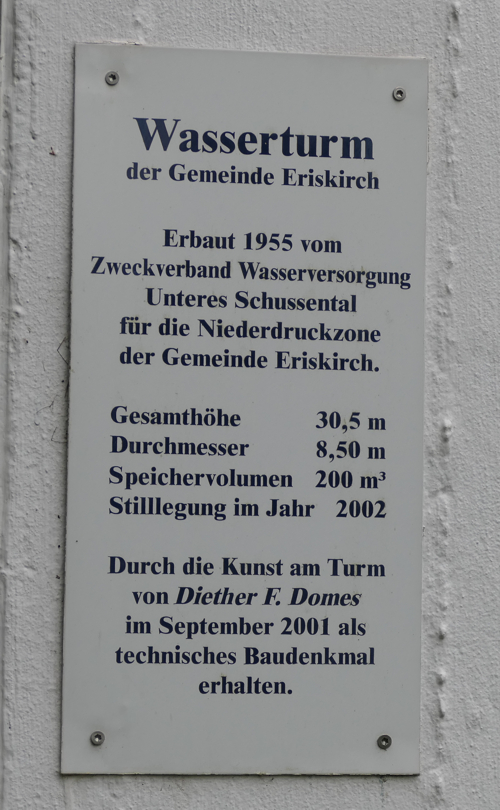 Wasserturm
der Gemeinde Eriskirch
Erbaut 1955 vom
Zweckverband Wasserversorgung
Unteres Schussental
für die Niederdruckzone
der Gemeinde Eriskirch.
Gesamthöhe 30,5 m
Durchmesser 8,50 m
Speichervolumen 200 m³
Stilllegung im Jahr 2002
Durch die Kunst am Turm
von Diether F. Domes
im September 2001 als
technisches Baudenkmal
erhalten.